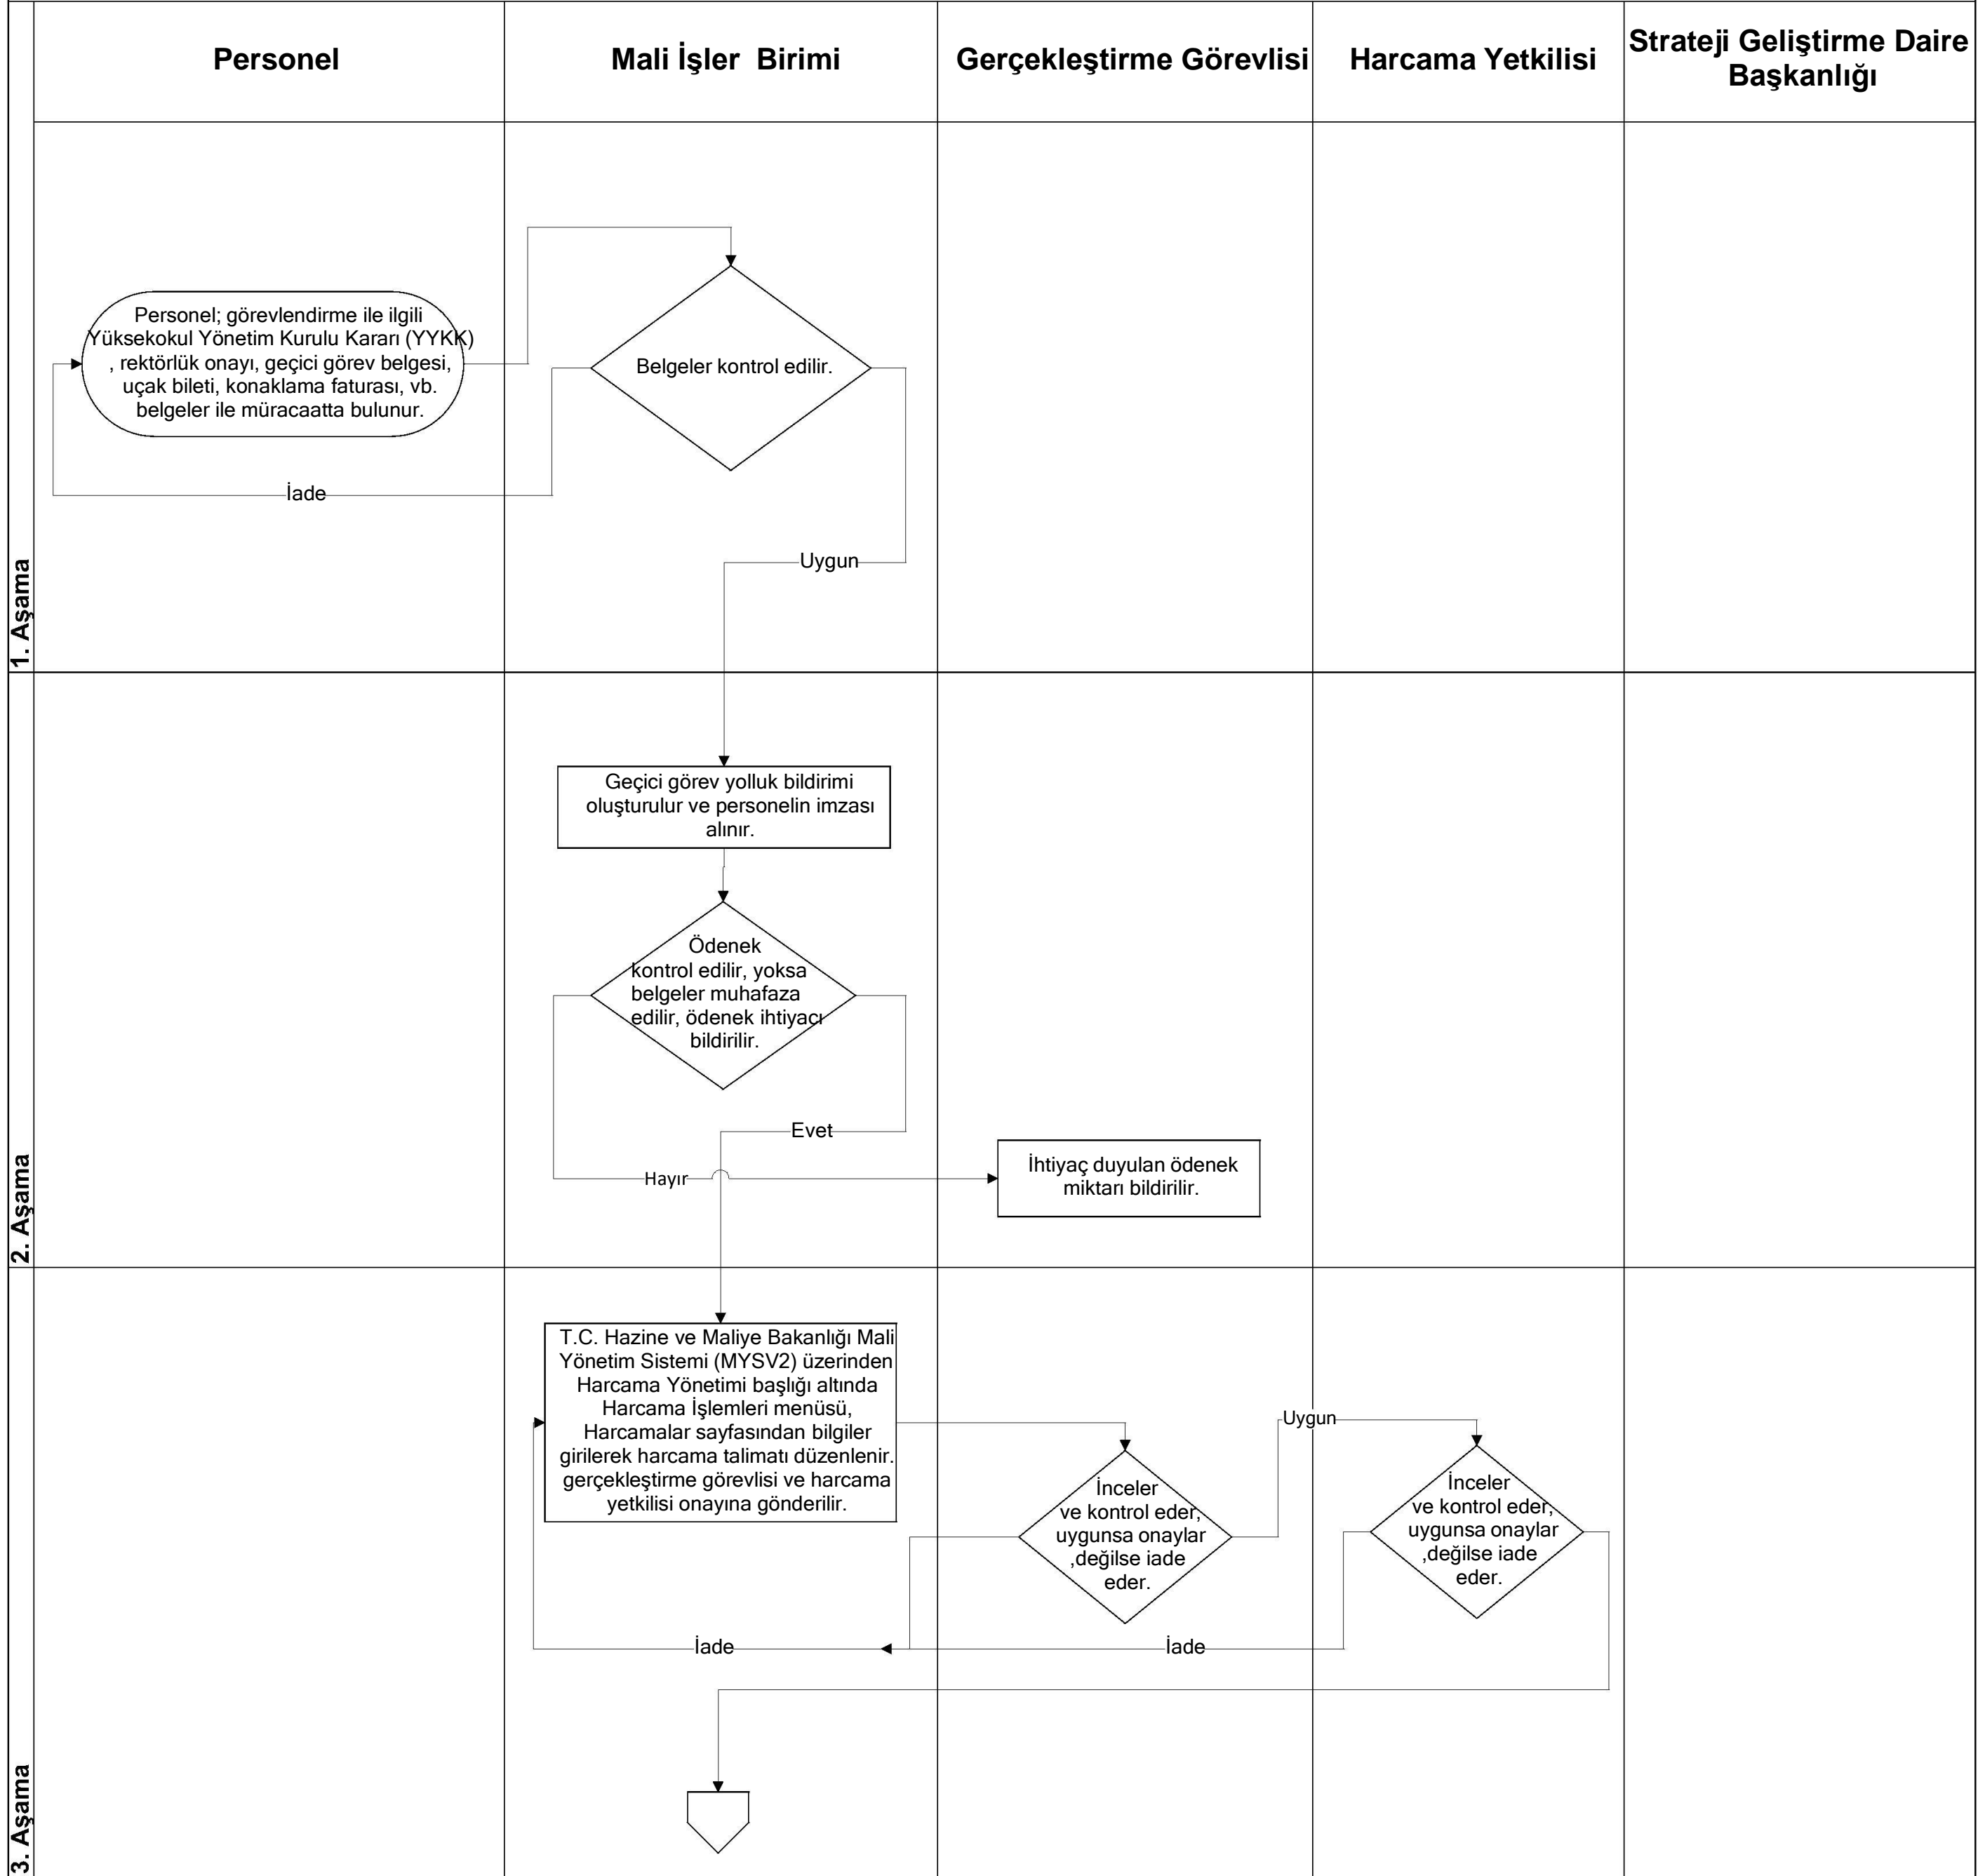 Personel
Mali İşler Birimi
Gerçekleştirme Görevlisi
Harcama Yetkilisi
Strateji Geliştirme Daire
Başkanlığı
1. Aşama
Personel; görevlendirme ile ilgili
Yüksekokul Yönetim Kurulu Kararı (YYKK)
, rektörlük onayı, geçici görev belgesi,
uçak bileti, konaklama faturası, vb.
belgeler ile müracaatta bulunur.
Belgeler kontrol edilir.
İade
Uygun
2. Aşama
Geçici görev yolluk bildirimi
oluşturulur ve personelin imzası
alınır.
Ödenek
kontrol edilir, yoksa
belgeler muhafaza
edilir, ödenek ihtiyacı
bildirilir.
Evet
Hayır
İhtiyaç duyulan ödenek
miktarı bildirilir.
3. Aşama
T.C. Hazine ve Maliye Bakanlığı Mali
Yönetim Sistemi (MYSV2) üzerinden
Harcama Yönetimi başlığı altında
Harcama İşlemleri menüsü,
Harcamalar sayfasından bilgiler
girilerek harcama talimatı düzenlenir.
gerçekleştirme görevlisi ve harcama
yetkilisi onayına gönderilir.
İnceler
ve kontrol eder,
uygunsa onaylar
,değilse iade
eder.
Uygun
İnceler
ve kontrol eder,
uygunsa onaylar
,değilse iade
eder.
İade
İade